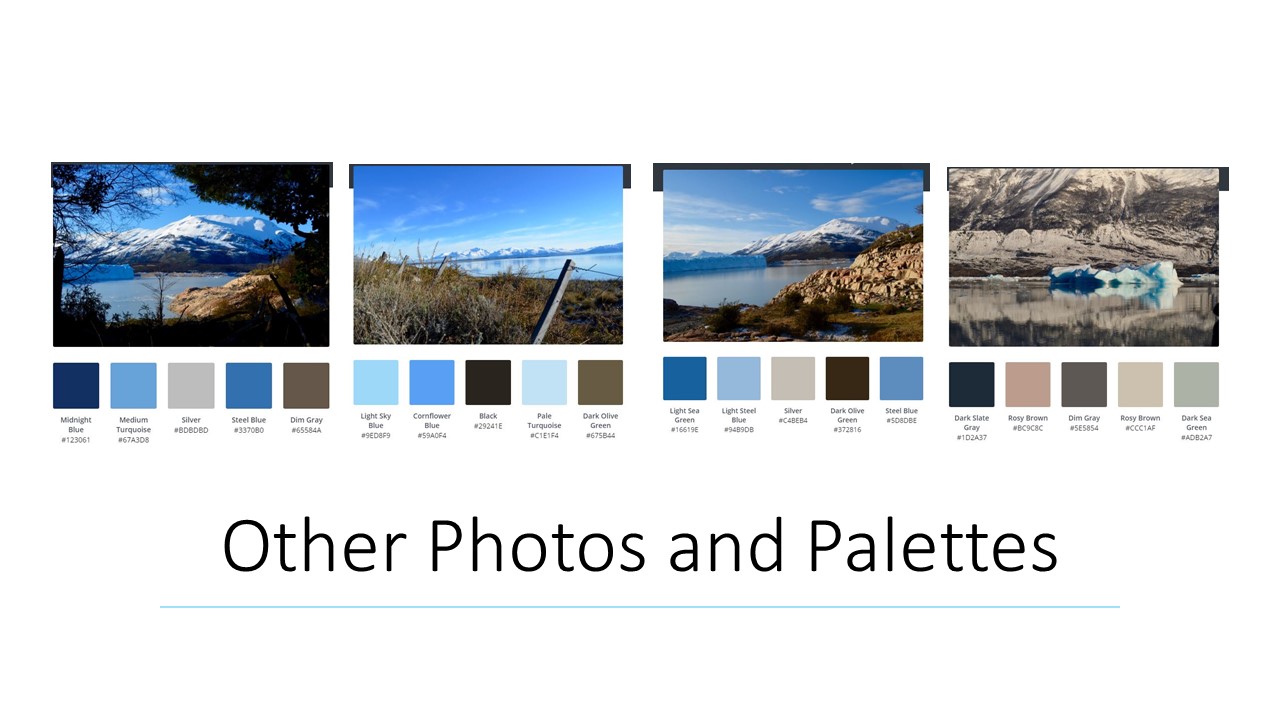 Midnight
Blue
#123061
Medium
Turquoise
#67A3D8
Silver
#BDBDBD
Steel Blue
#3370B0
Dim Gray
#65584A
Light Sky
Blue
#9ED8F9
Cornflower
Blue
#59A0F4
Black
#29241E
Pale
Turquoise
#C1E1F4
Dark Olive
Green
#675B44
Light Sea
Green
#16619E
Light Steel
Blue
#94B9DB
Silver
#C4BEB4
Dark Olive
Green
#372816
Steel Blue
#5D8DBE
Dark Slate
Gray
#1D2A37
Rosy Brown
#BC9C8C
Dim Gray
#5E5854
Rosy Brown
#CCC1AF
Dark Sea
Green
#ADB2A7
Other Photos and Palettes